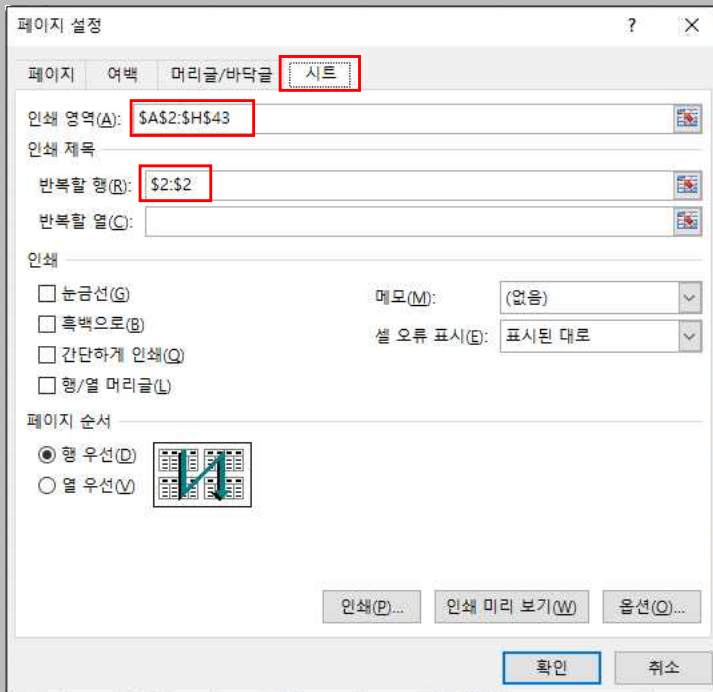 페이지 설정 ?
페이지 여백 머리글/바닥글 시트
인쇄 영역(A): $A$2:$H$43
인쇄 제목
반복할 행(R): $2:$2
반복할 열(C):
인쇄
눈금선(G)
메모(M): (없음)
흑백으로(B)
셀 오류 표시(E): 표시된 대로
간단하게 인쇄(Q)
행/열 머리글(L)
페이지 순서
행 우선(D)
열 우선(V)
인쇄(P)... 인쇄 미리 보기(W) 옵션(O)...
확인 취소